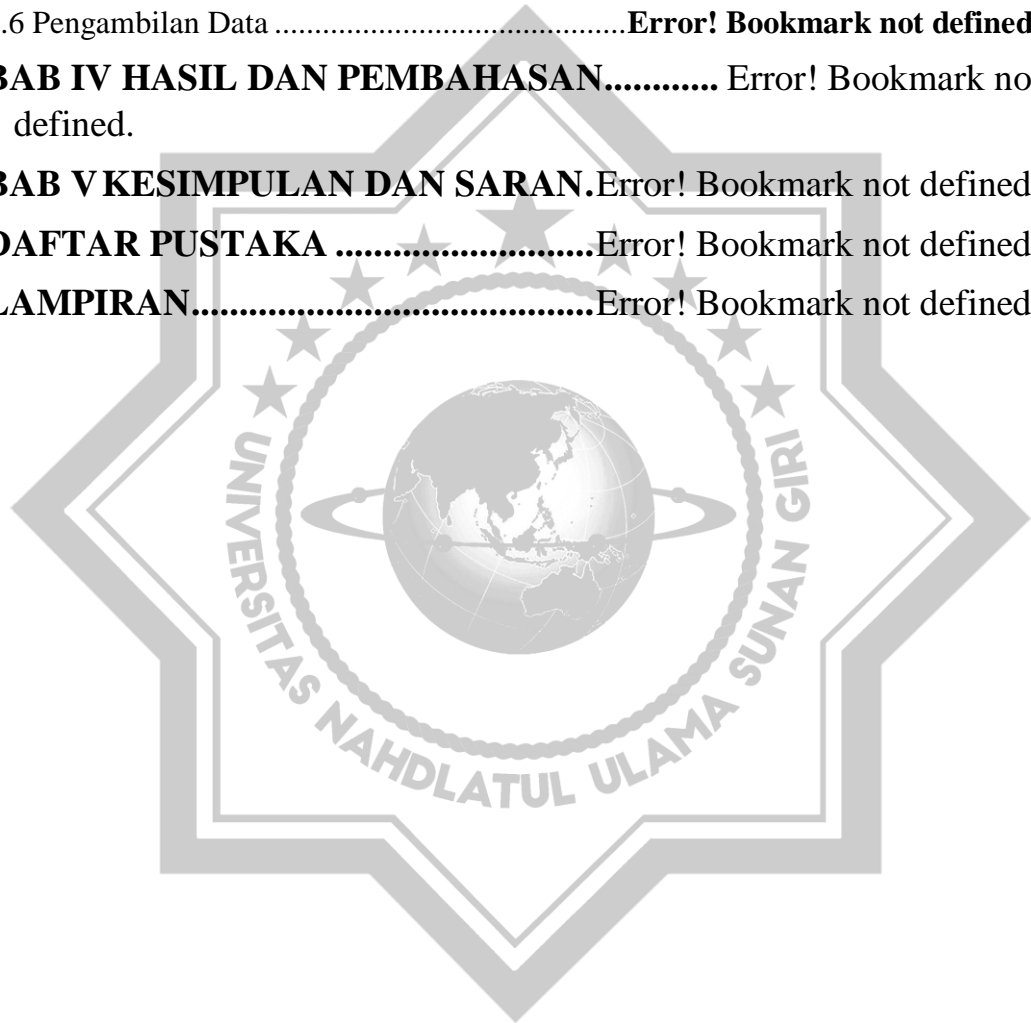 .6 Pengambilan Data ............................................Error! Bookmark not defined
BAB IV HASIL DAN PEMBAHASAN............ Error! Bookmark no
defined.
BAB V KESIMPULAN DAN SARAN.Error! Bookmark not defined
DAFTAR PUSTAKA ...........................Error! Bookmark not defined
LAMPIRAN..........................................Error! Bookmark not defined
UNIVERSITAS NAHDLATUL ULAMA SUNAN GIRI